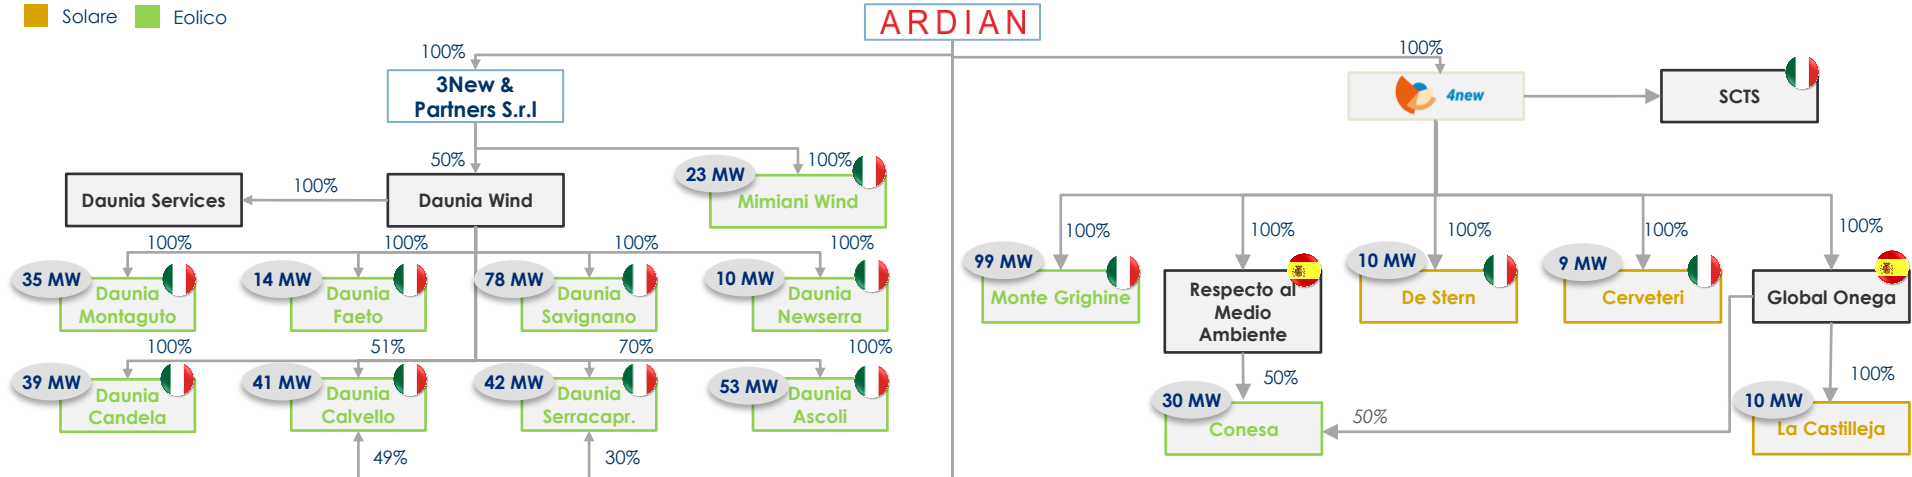 Solare
Eolico
ARDIAN
100%
100%
3New &
Partners S.r.l
4new
SCTS
50%
100%
23 MW
Mimiani Wind
Daunia Services
100%
Daunia Wind
100%
100%
100%
100%
35 MW
Daunia
Montaguto
14 MW
Daunia
Faeto
78 MW
Daunia
Savignano
10 MW
Daunia
Newserra
100%
51%
70%
100%
39 MW
Daunia
Candela
41 MW
Daunia
Calvello
42 MW
Daunia
Serracapr.
53 MW
Daunia
Ascoli
49%
30%
100%
100%
100%
100%
100%
99 MW
Monte Grighine
Respecto al
Medio
Ambiente
10 MW
De Stern
9 MW
Cerveteri
Global Onega
50%
100%
30 MW
Conesa
50%
10 MW
La Castilleja